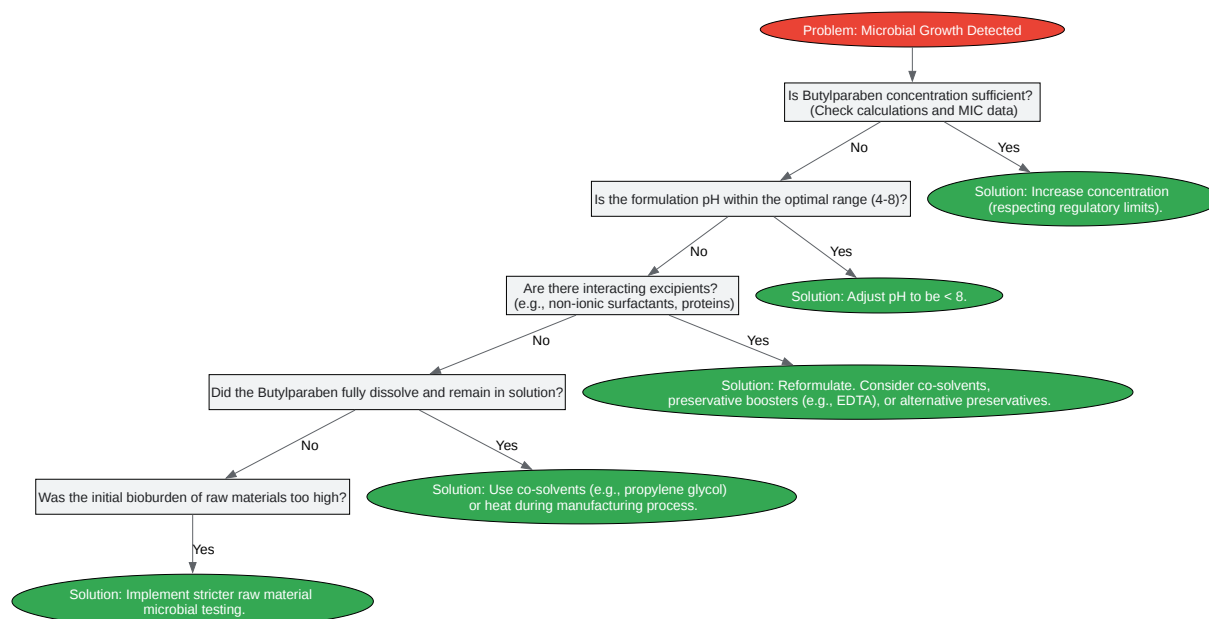 Problem: Microbial Growth Detected
Is Butylparaben concentration sufficient?
(Check calculations and MIC data)
No
Yes
Is the formulation pH within the optimal range (4-8)?
Solution: Increase concentration
(respecting regulatory limits).
No
Yes
Are there interacting excipients?
(e.g., non-ionic surfactants, proteins)
Solution: Adjust pH to be < 8.
No
Yes
Did the Butylparaben fully dissolve and remain in solution?
Solution: Reformulate. Consider co-solvents,
preservative boosters (e.g., EDTA), or alternative preservatives.
No
Yes
Was the initial bioburden of raw materials too high?
Solution: Use co-solvents (e.g., propylene glycol)
or heat during manufacturing process.
Yes
Solution: Implement stricter raw material
microbial testing.